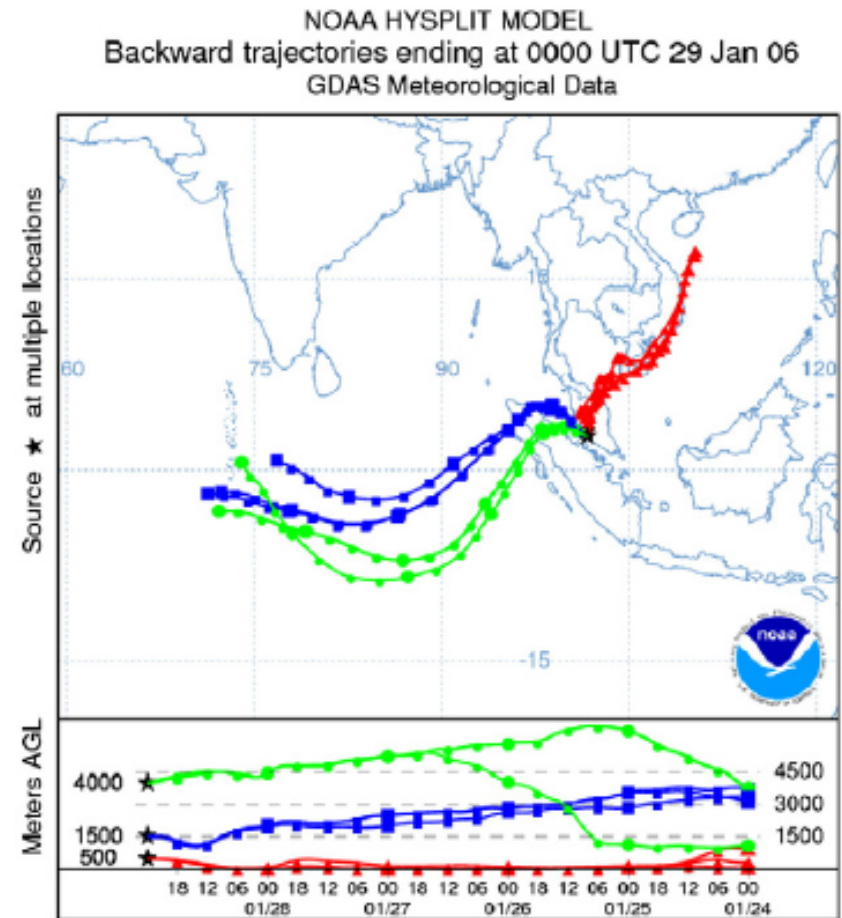 NOAA HYSPLIT MODEL
Backward trajectories ending at 0000 UTC 29 Jan 06
GDAS Meteorological Data
Source ★ at multiple locations
15
60 75 90 120
-15
noaa
Meters AGL
4000 4500
3000
1500 1500
500
18 12 06 00 18 12 06 00 18 12 06 00 18 12 06 00 18 12 06 00
01/28 01/27 01/26 01/25 01/24